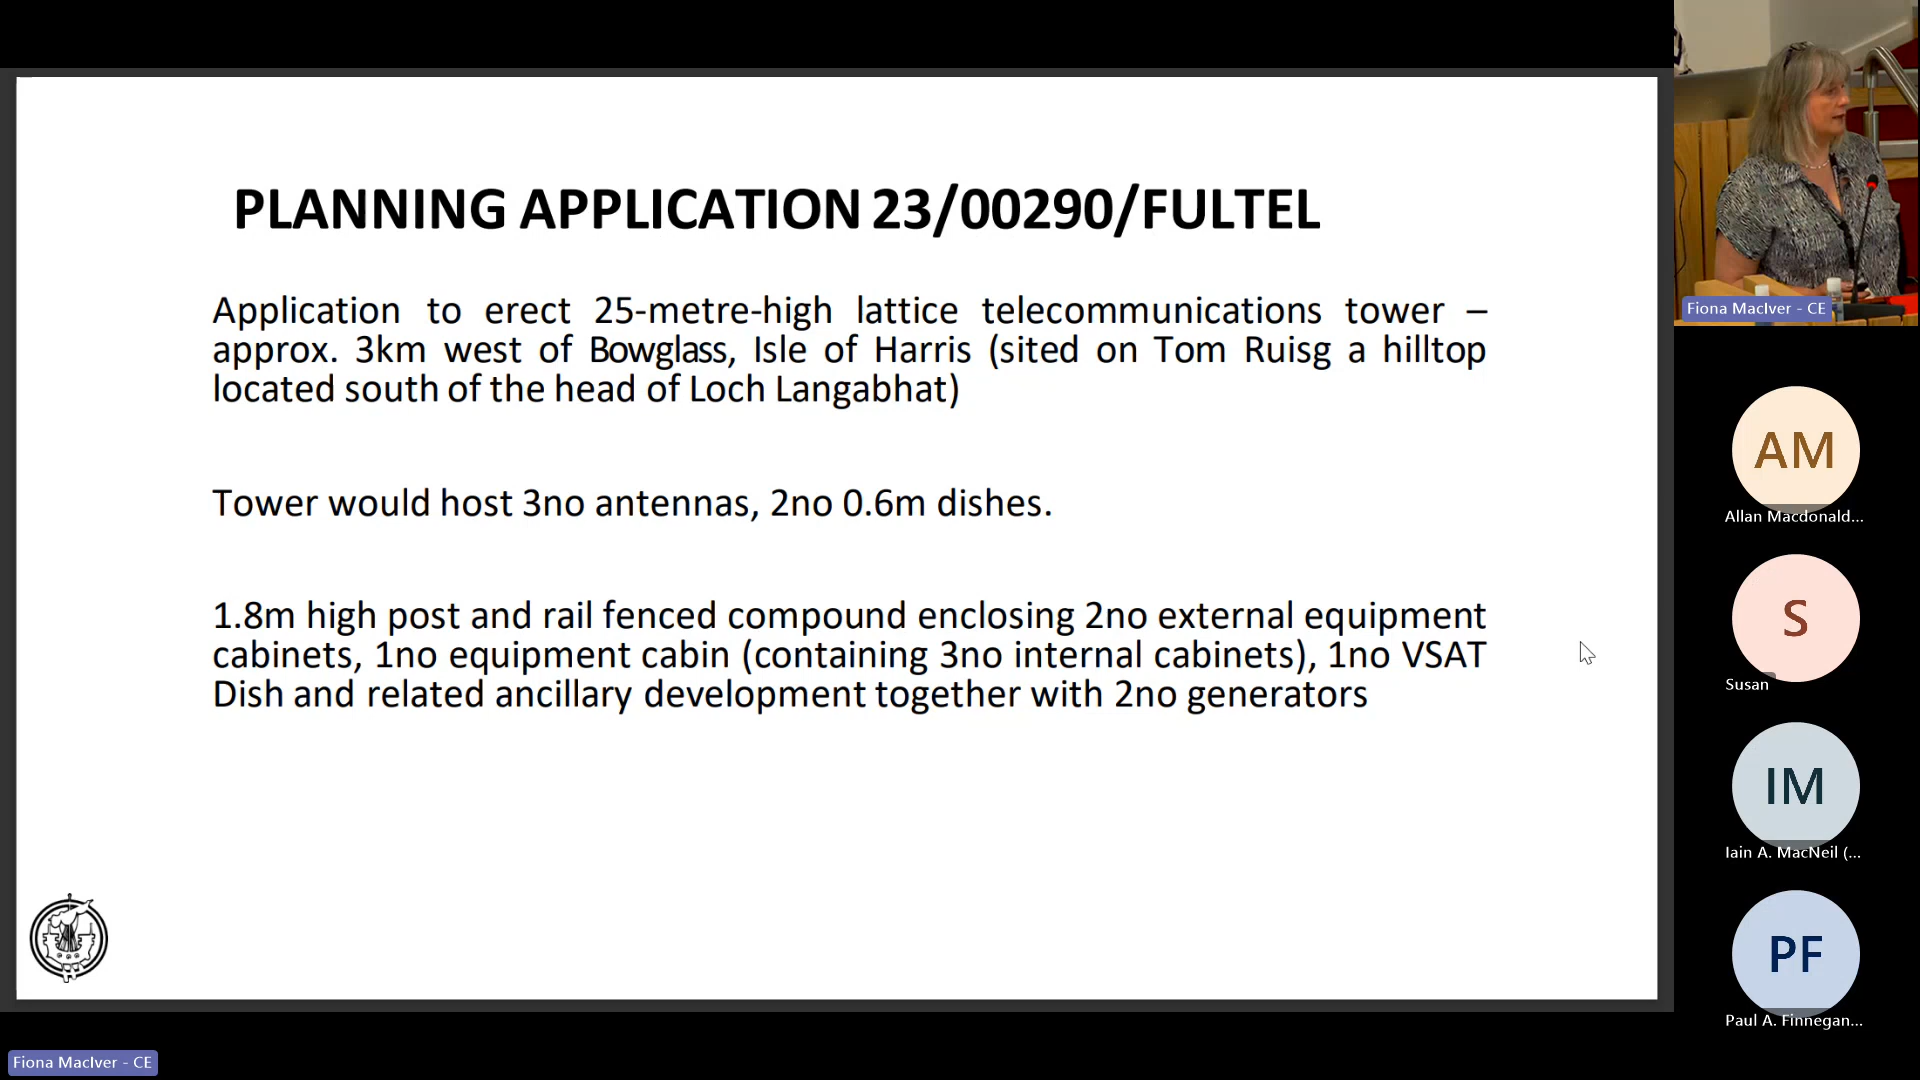 PLANNING APPLICATION 23/00290/FULTEL
Application to erect 25-metre-high lattice telecommunications tower –
approx. 3km west of Bowglass, Isle of Harris (sited on Tom Ruisg a hilltop
located south of the head of Loch Langabhat)
Tower would host 3no antennas, 2no 0.6m dishes.
1.8m high post and rail fenced compound enclosing 2no external equipment
cabinets, 1no equipment cabin (containing 3no internal cabinets), 1no VSAT
Dish and related ancillary development together with 2no generators
Fiona MacIver - CE
AM
Allan Macdonald...
S
Susan
IM
Iain A. MacNeil (...
PF
Paul A. Finnegan...
Fiona MacIver - CE